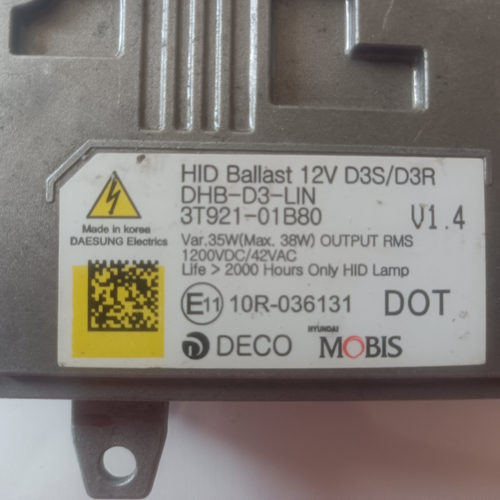 HID Ballast 12V D3S/D3R
DHB-D3-LIN
3T921-01B80
V1.4
Made in korea
DAESUNG Electrics
Var.35W(Max. 38W) OUTPUT RMS
1200VDC/42VAC
Life > 2000 Hours Only HID Lamp
E11 10R-036131 DOT
DECO HYUNDAI MOBIS